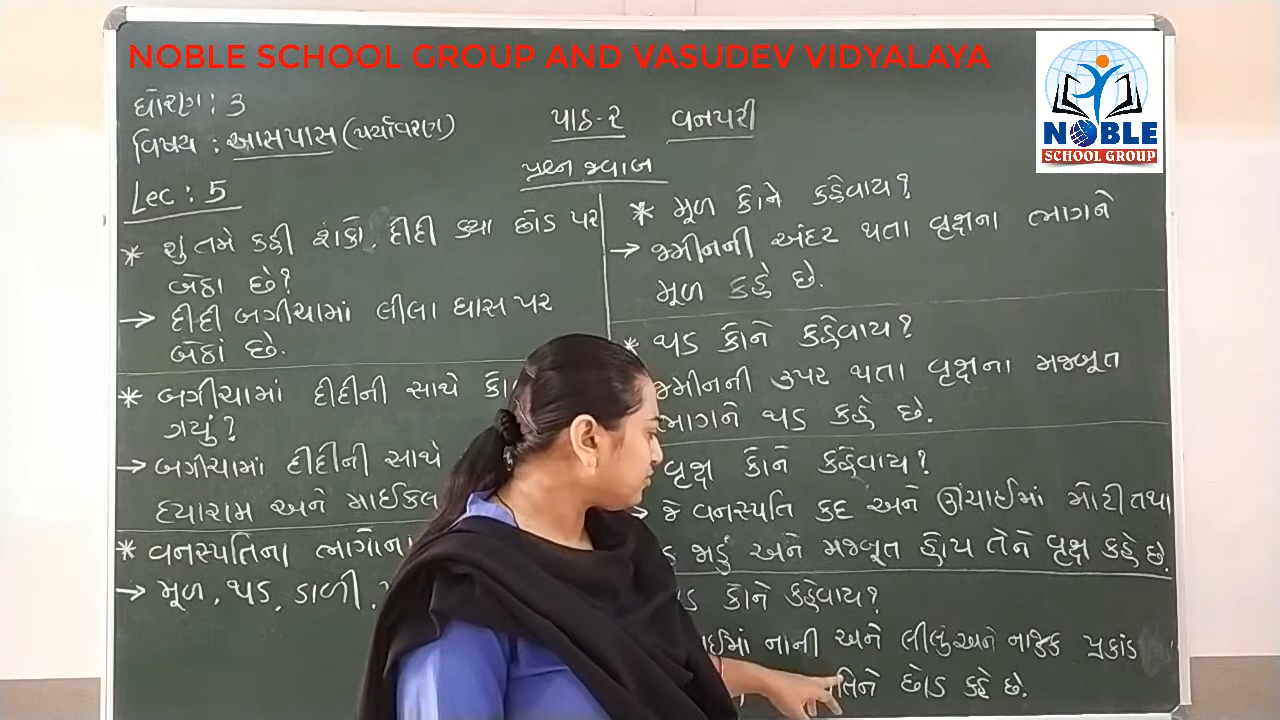 NOBLE SCHOOL GROUP AND VASUDEV VIDYALAYA
NOBLE
SCHOOL GROUP
ધોરણ : 3
વિષય : આસપાસ (પર્યાવરણ)
પાઠ-૨ વનપરી
Lec : 5
પ્રશ્ન જવાબ
* શું તમે કહી શકો, દીદી ક્યા છોડ પર
બેઠા છે?
→ દીદી બગીચામાં લીલા ઘાસ પર
બેઠાં છે.
* બગીચામાં દીદીની સાથે
ગયું?
→ બગીચામાં દીદીની સાથે
દયારામ અને માઈકલ
* વનસ્પતિના ભાગોના
→ મૂળ, થડ, ડાળી,
* મૂળ કોને કહેવાય?
→ જમીનની અંદર થતા વૃક્ષના ભાગને
મૂળ કહે છે.
* થડ કોને કહેવાય?
જમીનની ઉપર થતા વૃક્ષના મજબૂત
ભાગને થડ કહે છે.
વૃક્ષ કોને કહેવાય?
→ જે વનસ્પતિ કદ અને ઊંચાઈમાં મોટી તથા
જાડું અને મજબૂત હોય તેને વૃક્ષ કહે છે.
કોને કહેવાય?
નાની અને લીલું અને નાજુક પ્રકાંડ
છોડ કહે છે.